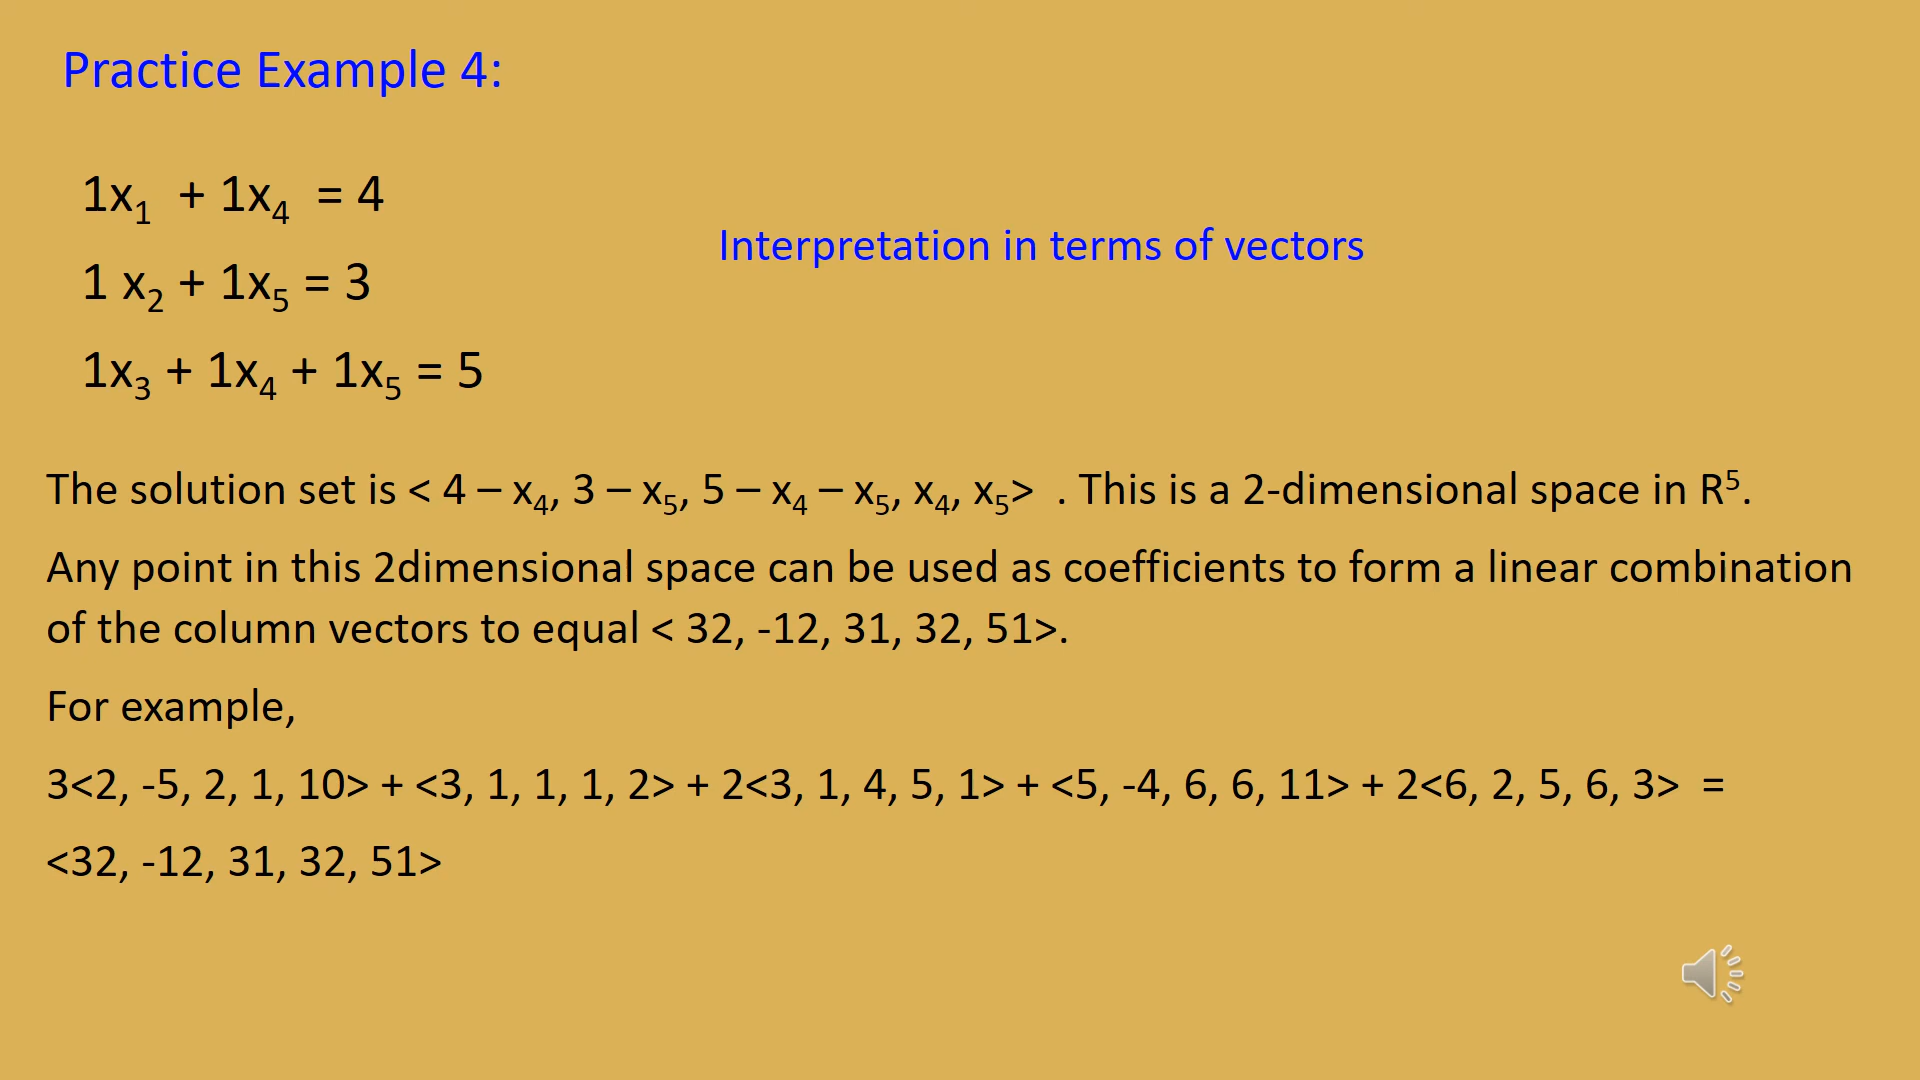 Practice Example 4:
1x₁ + 1x₄ = 4
Interpretation in terms of vectors
1 x₂ + 1x₅ = 3
1x₃ + 1x₄ + 1x₅ = 5
The solution set is < 4 – x₄, 3 – x₅, 5 – x₄ – x₅, x₄, x₅> . This is a 2-dimensional space in R⁵.
Any point in this 2dimensional space can be used as coefficients to form a linear combination
of the column vectors to equal < 32, -12, 31, 32, 51>.
For example,
3<2, -5, 2, 1, 10> + <3, 1, 1, 1, 2> + 2<3, 1, 4, 5, 1> + <5, -4, 6, 6, 11> + 2<6, 2, 5, 6, 3> =
<32, -12, 31, 32, 51>